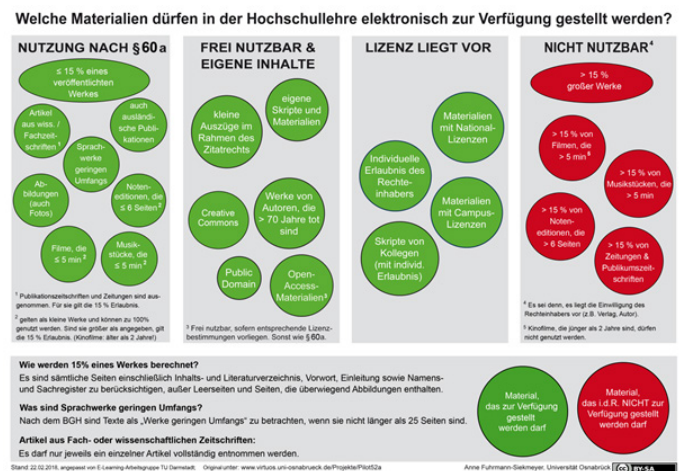 Welche Materialien dürfen in der Hochschullehre elektronisch zur Verfügung gestellt werden?
NUTZUNG NACH § 60a
≤ 15 % eines
veröffentlichten
Werkes
Artikel
aus wiss. /
Fachzeit-
schriften ¹
auch
ausländi-
sche Publi-
kationen
Sprach-
werke
geringen
Umfangs
Ab-
bildungen
(auch
Fotos)
Noten-
editionen, die
≤ 6 Seiten ²
Filme, die
≤ 5 min ²
Musik-
stücke, die
≤ 5 min ²
¹ Publikationszeitschriften und Zeitungen sind aus-
genommen. Für sie gilt die 15 % Erlaubnis.
² gelten als kleine Werke und können zu 100%
genutzt werden. Sind sie größer als angegeben, gilt
die 15 % Erlaubnis. (Kinofilme: älter als 2 Jahre!)
FREI NUTZBAR &
EIGENE INHALTE
kleine
Auszüge im
Rahmen des
Zitatrechts
eigene
Skripte und
Materialien
Creative
Commons
Werke von
Autoren, die
> 70 Jahre tot
sind
Public
Domain
Open-
Access-
Materialien³
³ Frei nutzbar, sofern entsprechende Lizenz-
bestimmungen vorliegen. Sonst wie §60a.
LIZENZ LIEGT VOR
Materialien
mit National-
Lizenzen
Individuelle
Erlaubnis des
Rechte-
inhabers
Materialien
mit Campus-
Lizenzen
Skripte von
Kollegen
(mit individ.
Erlaubnis)
NICHT NUTZBAR⁴
> 15 %
großer Werke
> 15 % von
Filmen, die
> 5 min ⁵
> 15 % von
Musikstücken, die
> 5 min
> 15 % von
Noten-
editionen, die
> 6 Seiten
> 15 % von
Zeitungen &
Publikumszeit-
schriften
⁴ Es sei denn, es liegt die Einwilligung des
Rechteinhabers vor (z.B. Verlag, Autor).
⁵ Kinofilme, die jünger als 2 Jahre sind, dürfen
nicht genutzt werden.
Wie werden 15% eines Werkes berechnet?
Es sind sämtliche Seiten einschließlich Inhalts- und Literaturverzeichnis, Vorwort, Einleitung sowie Namens-
und Sachregister zu berücksichtigen, außer Leerseiten und Seiten, die überwiegend Abbildungen enthalten.
Was sind Sprachwerke geringen Umfangs?
Nach dem BGH sind Texte als „Werke geringen Umfangs“ zu betrachten, wenn sie nicht länger als 25 Seiten sind.
Artikel aus Fach- oder wissenschaftlichen Zeitschriften:
Es darf nur jeweils ein einzelner Artikel vollständig entnommen werden.
Material,
das zur Verfügung
gestellt
werden darf
Material,
das i.d.R. NICHT zur
Verfügung gestellt
werden darf
Stand: 22.02.2018, angepasst von E-Learning-Arbeitsgruppe TU Darmstadt. Original unter: www.virtuos.uni-osnabrueck.de/Projekte/Pilot52a
Anne Fuhrmann-Siekmeyer, Universität Osnabrück
cc BY-SA